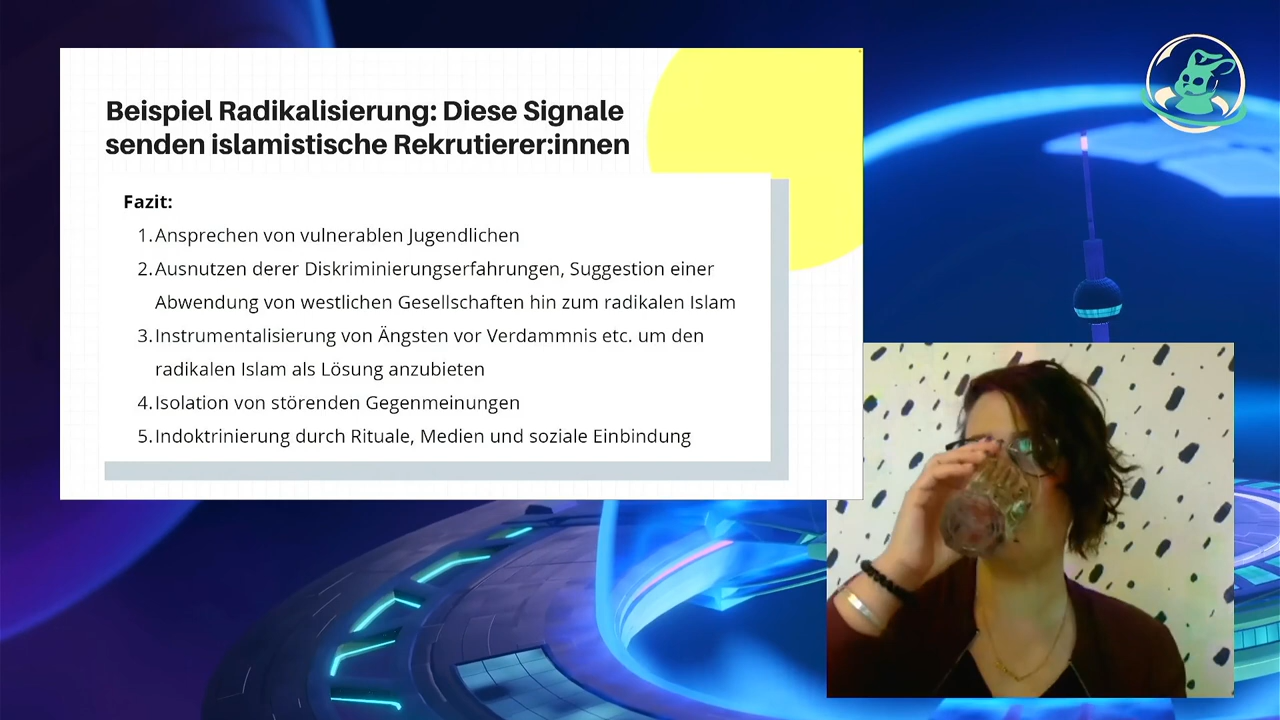 Beispiel Radikalisierung: Diese Signale
senden islamistische Rekrutierer:innen
Fazit:
1. Ansprechen von vulnerablen Jugendlichen
2. Ausnutzen derer Diskriminierungserfahrungen, Suggestion einer
Abwendung von westlichen Gesellschaften hin zum radikalen Islam
3. Instrumentalisierung von Ängsten vor Verdammnis etc. um den
radikalen Islam als Lösung anzubieten
4. Isolation von störenden Gegenmeinungen
5. Indoktrinierung durch Rituale, Medien und soziale Einbindung